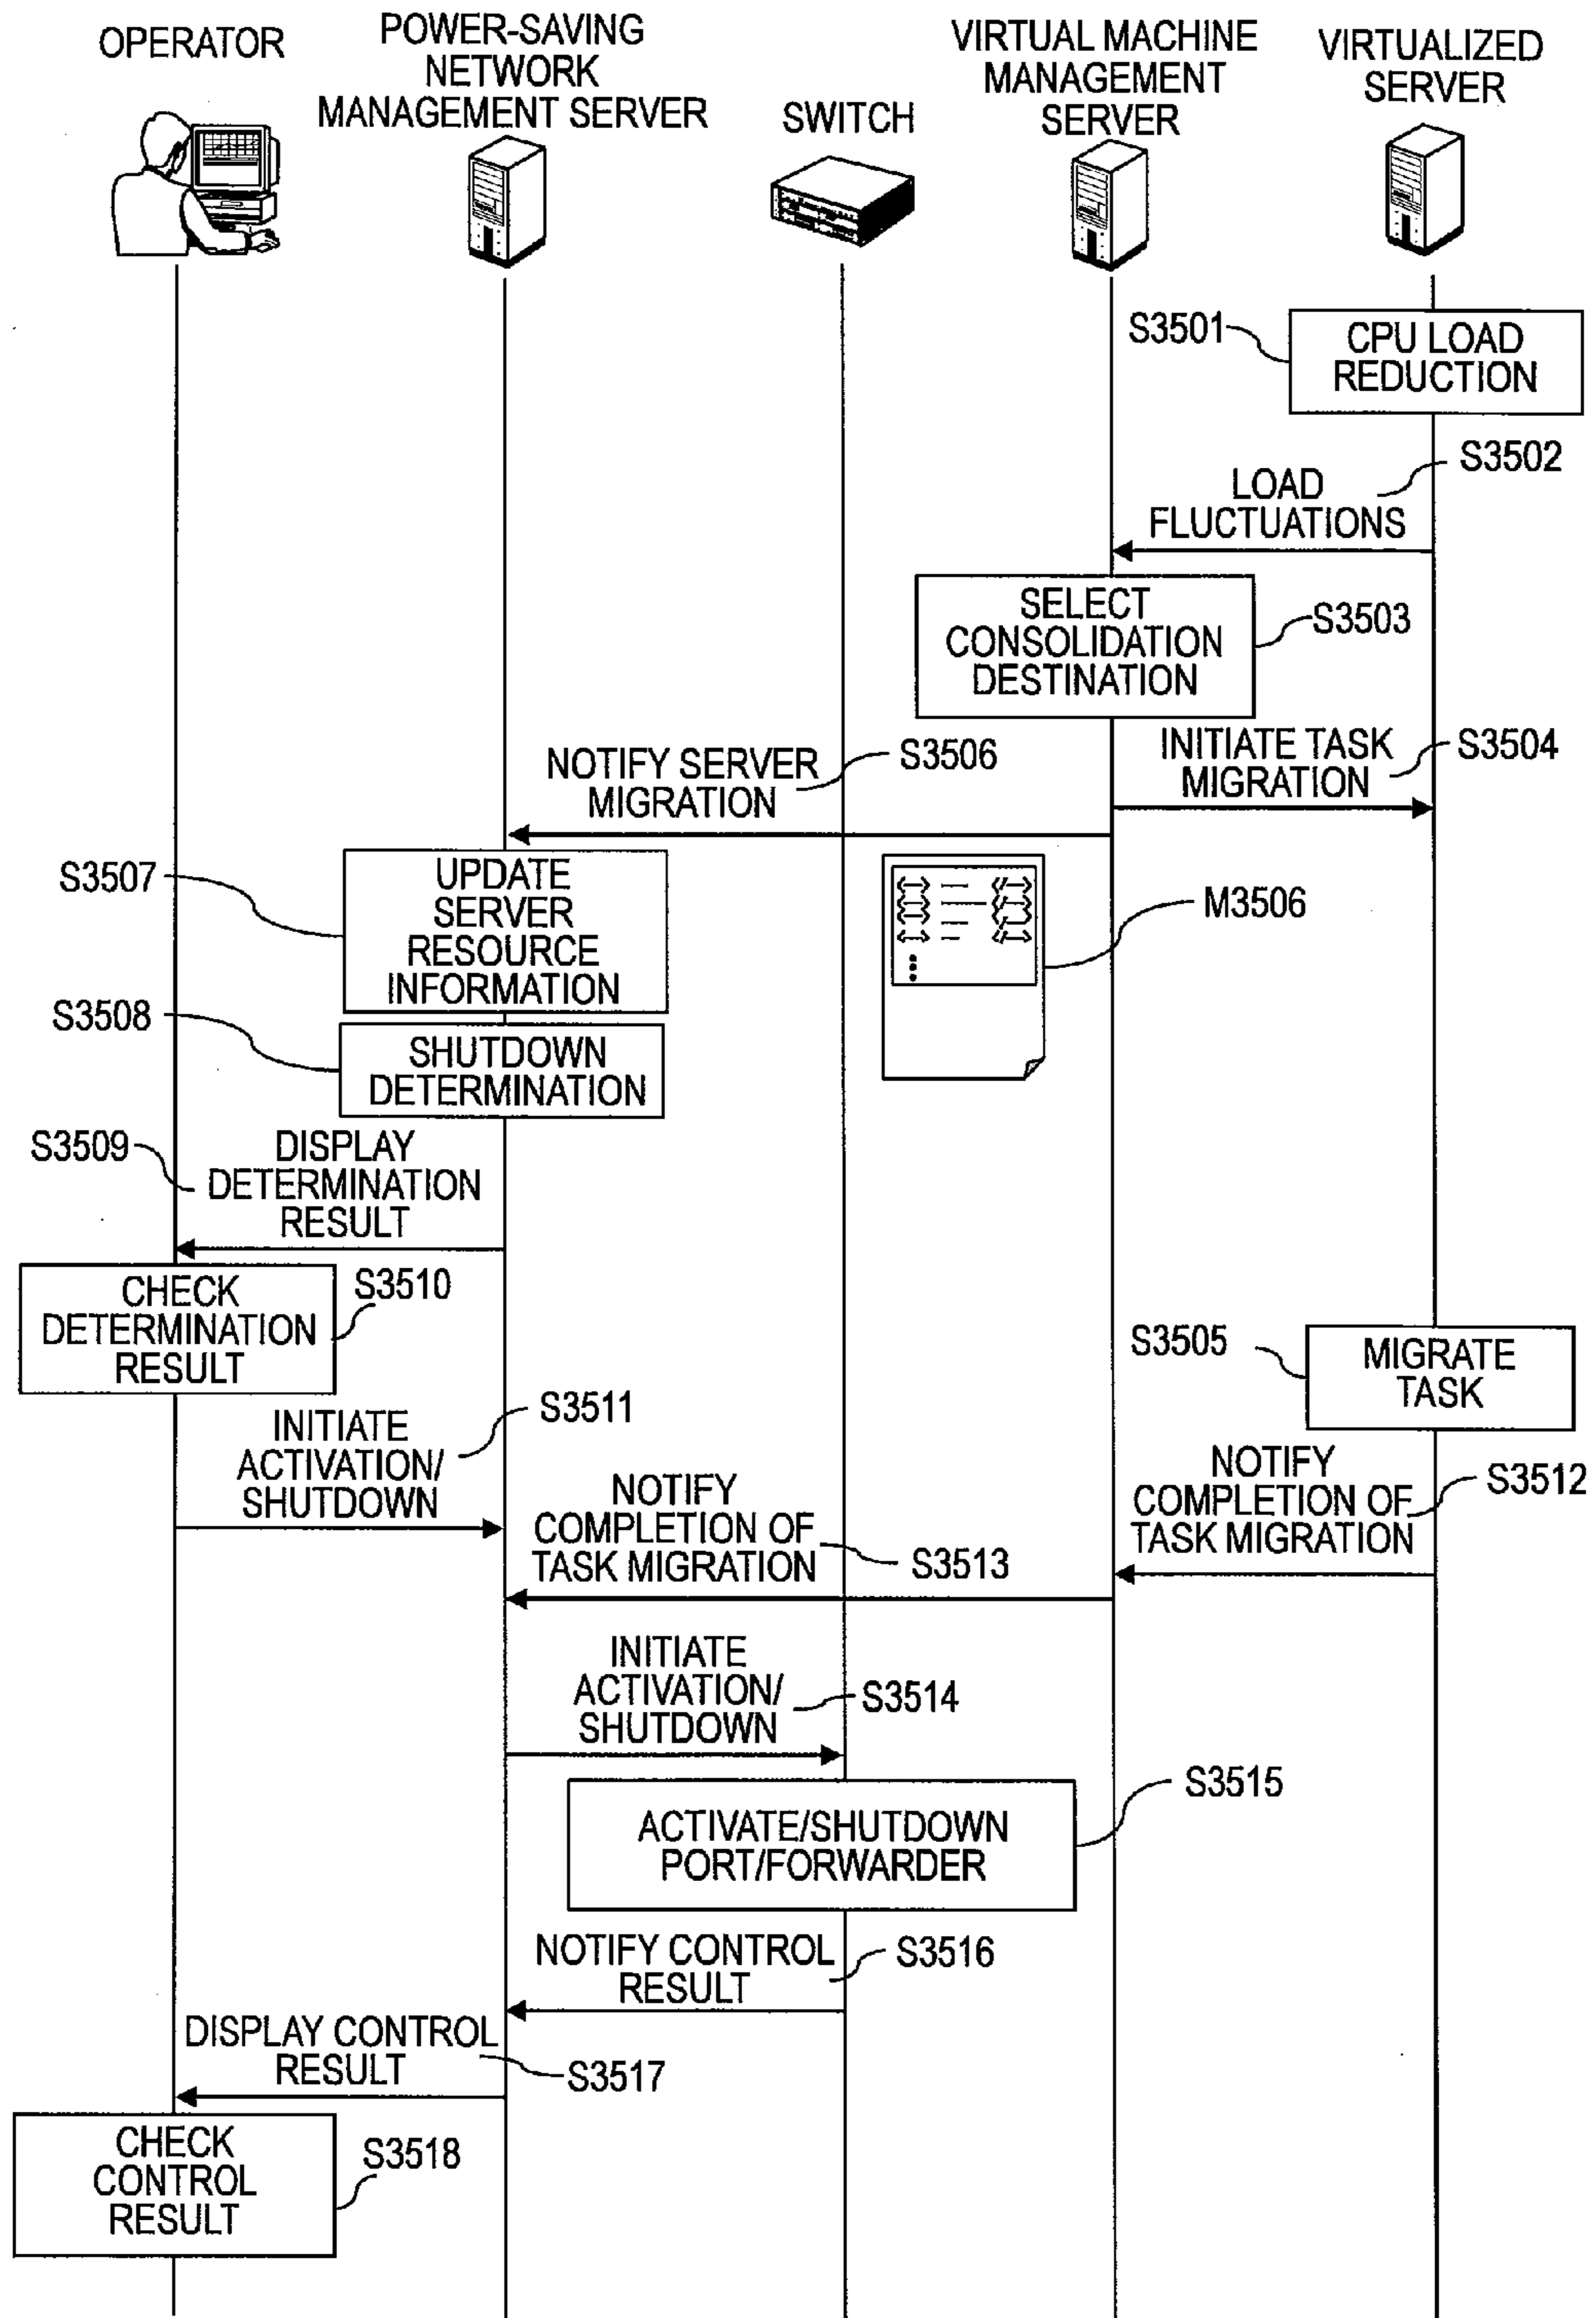 OPERATOR
POWER-SAVING
NETWORK
MANAGEMENT SERVER
SWITCH
VIRTUAL MACHINE
MANAGEMENT
SERVER
VIRTUALIZED
SERVER
S3501
CPU LOAD
REDUCTION
S3502
LOAD
FLUCTUATIONS
SELECT
CONSOLIDATION
DESTINATION
S3503
INITIATE TASK
MIGRATION
S3504
NOTIFY SERVER
MIGRATION
S3506
S3507
UPDATE
SERVER
RESOURCE
INFORMATION
M3506
S3508
SHUTDOWN
DETERMINATION
S3509
DISPLAY
DETERMINATION
RESULT
CHECK
DETERMINATION
RESULT
S3510
S3505
MIGRATE
TASK
INITIATE
ACTIVATION/
SHUTDOWN
S3511
NOTIFY
COMPLETION OF
TASK MIGRATION
S3512
NOTIFY
COMPLETION OF
TASK MIGRATION
S3513
INITIATE
ACTIVATION/
SHUTDOWN
S3514
ACTIVATE/SHUTDOWN
PORT/FORWARDER
S3515
NOTIFY CONTROL
RESULT
S3516
DISPLAY CONTROL
RESULT
S3517
CHECK
CONTROL
RESULT
S3518